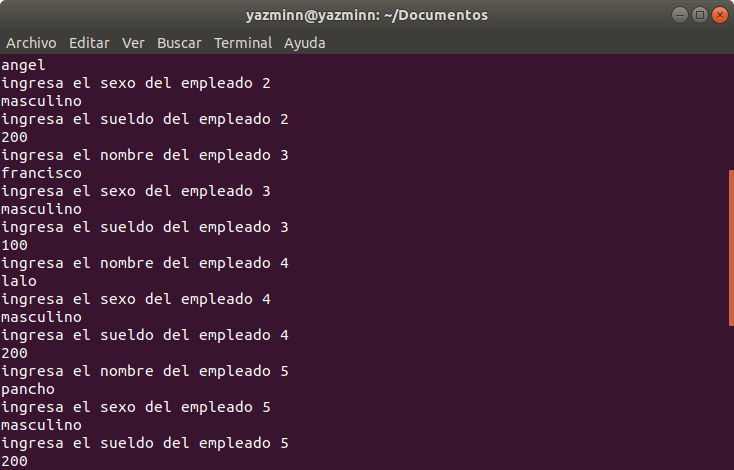 yazminn@yazminn: ~/Documentos
Archivo Editar Ver Buscar Terminal Ayuda
angel
ingresa el sexo del empleado 2
masculino
ingresa el sueldo del empleado 2
200
ingresa el nombre del empleado 3
francisco
ingresa el sexo del empleado 3
masculino
ingresa el sueldo del empleado 3
100
ingresa el nombre del empleado 4
lalo
ingresa el sexo del empleado 4
masculino
ingresa el sueldo del empleado 4
200
ingresa el nombre del empleado 5
pancho
ingresa el sexo del empleado 5
masculino
ingresa el sueldo del empleado 5
200